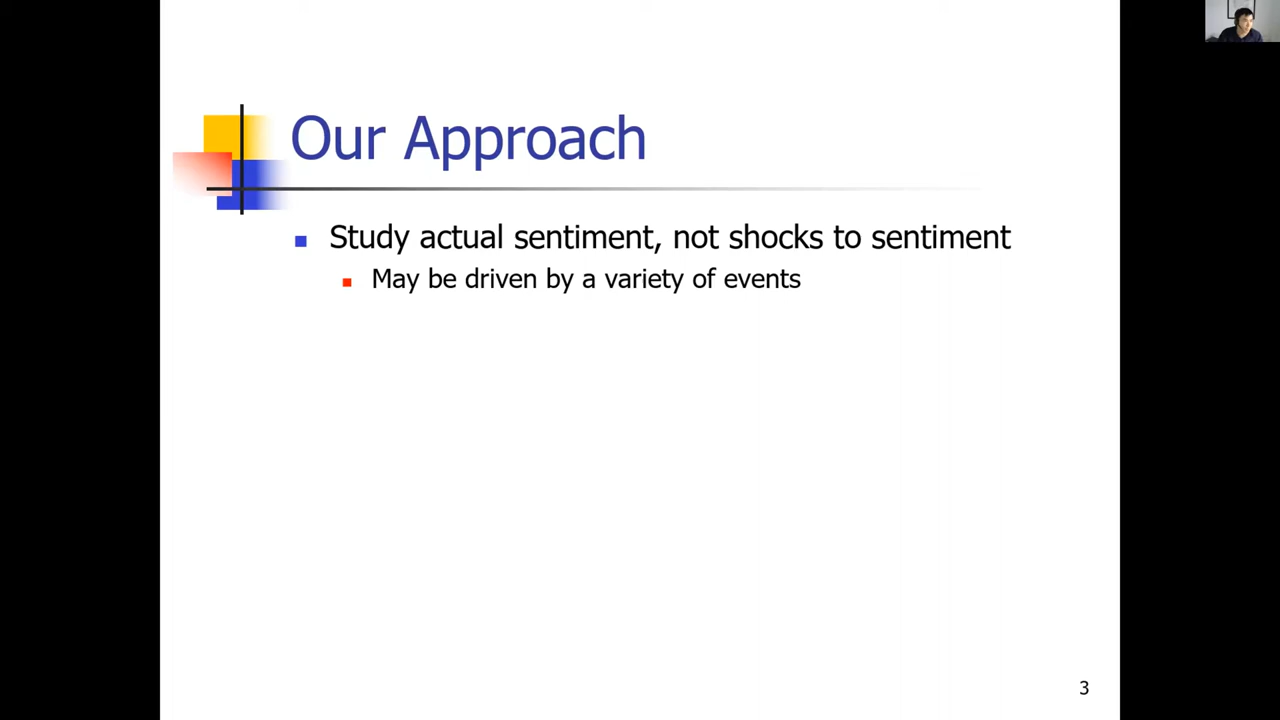 Our Approach
Study actual sentiment, not shocks to sentiment
May be driven by a variety of events
3